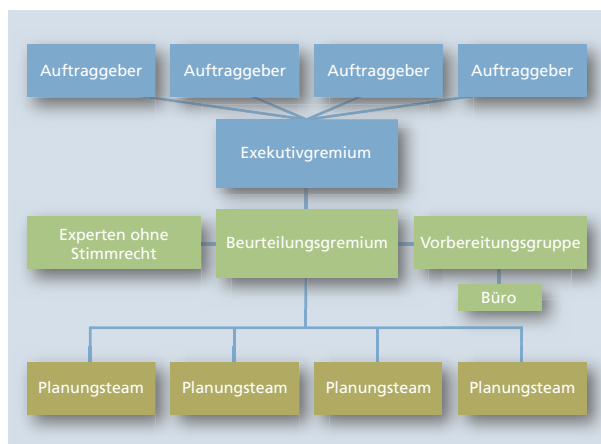 Auftraggeber
Auftraggeber
Auftraggeber
Auftraggeber
Exekutivgremium
Experten ohne
Stimmrecht
Beurteilungsgremium
Vorbereitungsgruppe
Büro
Planungsteam
Planungsteam
Planungsteam
Planungsteam